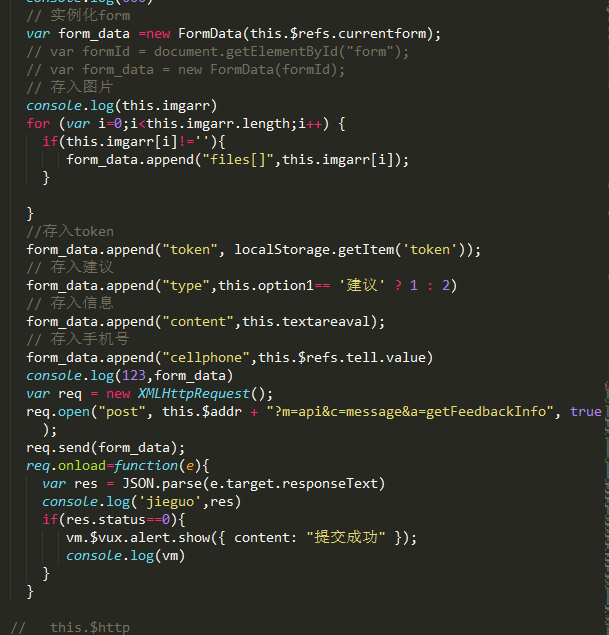 console.log(666)
// 实例化form
var form_data =new FormData(this.$refs.currentform);
// var formId = document.getElementById("form");
// var form_data = new FormData(formId);
// 存入图片
console.log(this.imgarr)
for (var i=0;i<this.imgarr.length;i++) {
if(this.imgarr[i]!=''){
form_data.append("files[]",this.imgarr[i]);
}
}
//存入token
form_data.append("token", localStorage.getItem('token'));
// 存入建议
form_data.append("type",this.option1== '建议' ? 1 : 2)
// 存入信息
form_data.append("content",this.textareaval);
// 存入手机号
form_data.append("cellphone",this.$refs.tell.value)
console.log(123,form_data)
var req = new XMLHttpRequest();
req.open("post", this.$addr + "?m=api&c=message&a=getFeedbackInfo", true
);
req.send(form_data);
req.onload=function(e){
var res = JSON.parse(e.target.responseText)
console.log('jieguo',res)
if(res.status==0){
vm.$vux.alert.show({ content: "提交成功" });
console.log(vm)
}
}
// this.$http